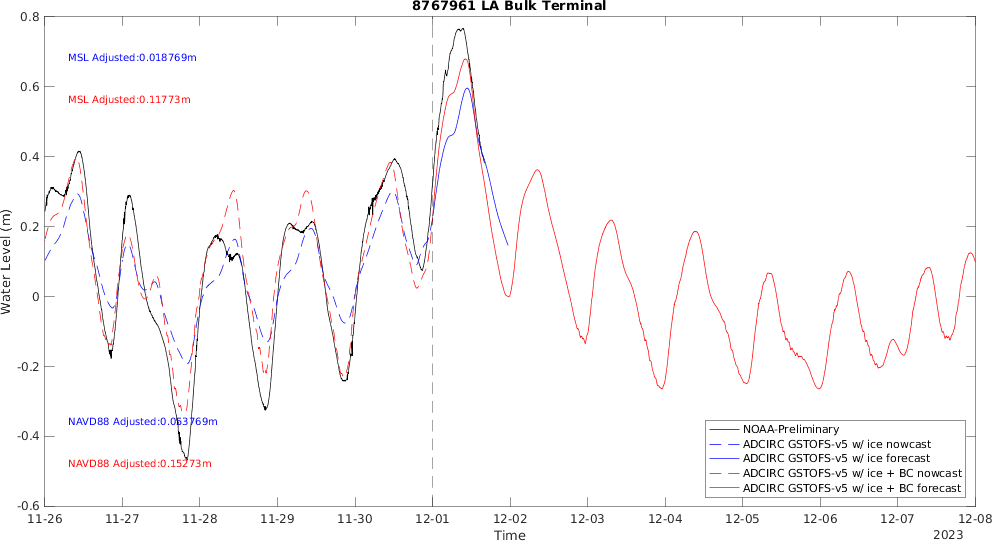 8767961 LA Bulk Terminal
0.8
0.6
0.4
0.2
0
-0.2
-0.4
-0.6
Water Level (m)
MSL Adjusted:0.018769m
MSL Adjusted:0.11773m
NAVD88 Adjusted:0.053769m
NAVD88 Adjusted:0.15273m
NOAA-Preliminary
ADCIRC GSTOFS-v5 w/ ice nowcast
ADCIRC GSTOFS-v5 w/ ice forecast
ADCIRC GSTOFS-v5 w/ ice + BC nowcast
ADCIRC GSTOFS-v5 w/ ice + BC forecast
11-26 11-27 11-28 11-29 11-30 12-01 12-02 12-03 12-04 12-05 12-06 12-07 12-08
Time
2023